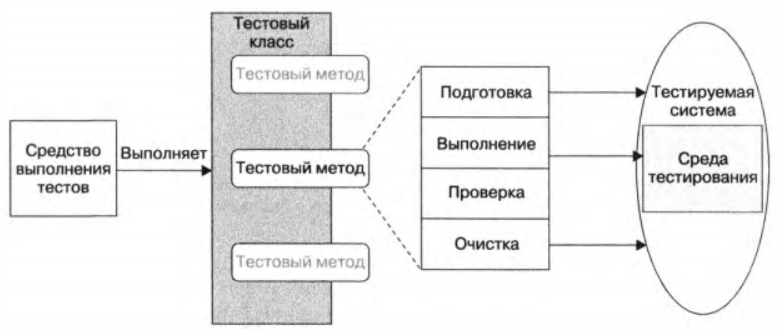 Тестовый
класс
Тестовый метод
Средство
выполнения
тестов
Выполняет
Тестовый метод
Тестовый метод
Подготовка
Выполнение
Проверка
Очистка
Тестируемая
система
Среда
тестирования